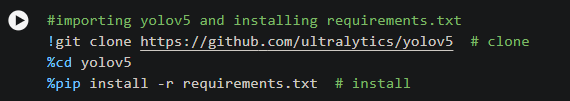 #importing yolov5 and installing requirements.txt
!git clone https://github.com/ultralytics/yolov5  # clone
%cd yolov5
%pip install -r requirements.txt  # install